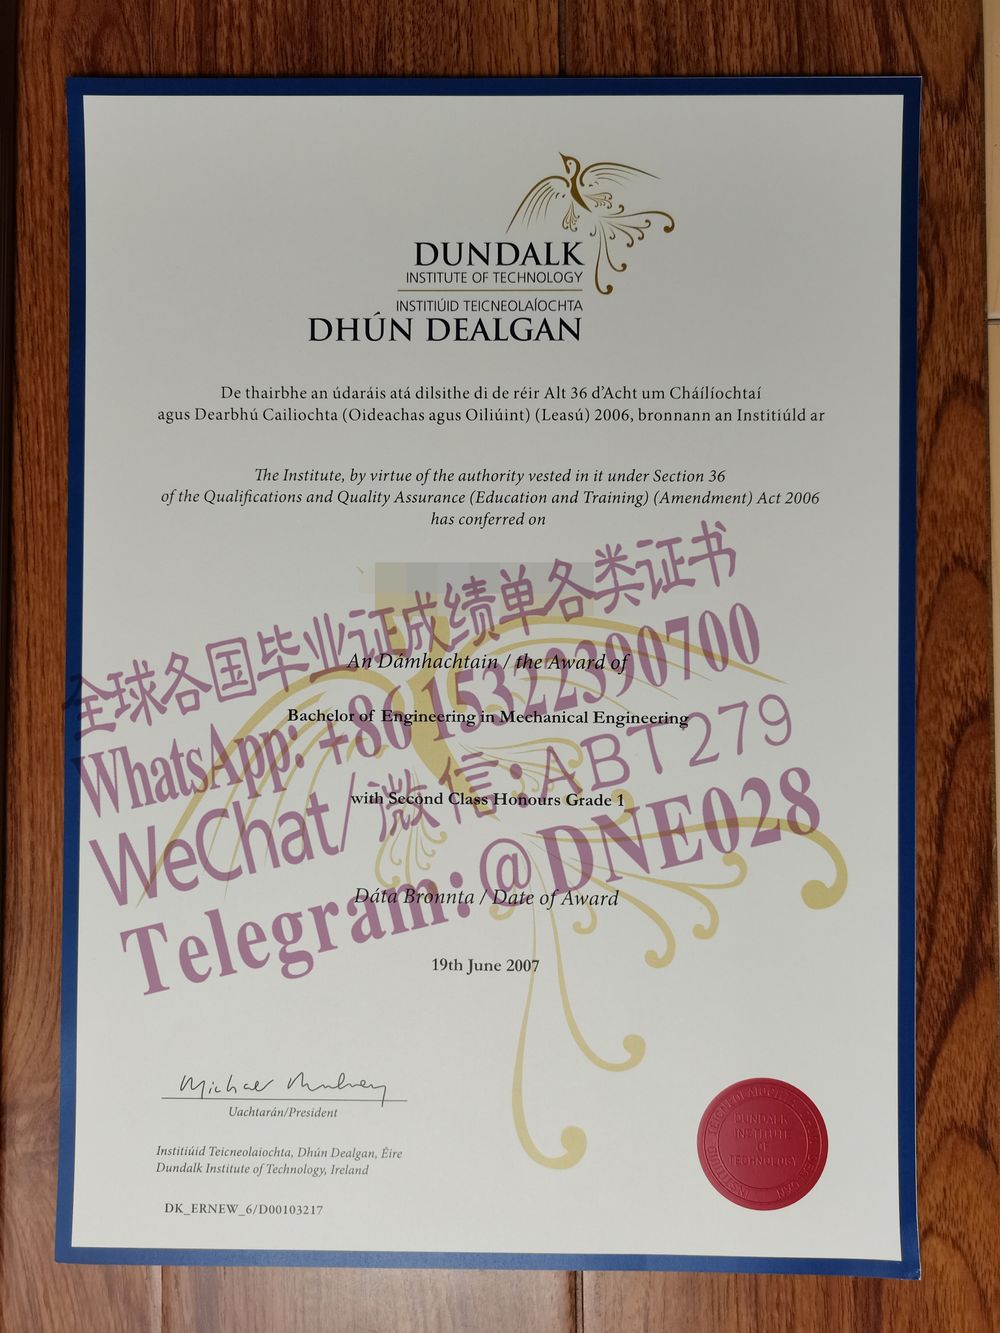 DUNDALK
INSTITUTE OF TECHNOLOGY
INSTITIÚID TEICNEOLAÍOCHTA
DHÚN DEALGAN
De thairbhe an údaráis atá dílsithe di de réir Alt 36 d'Acht um Cháilíochtaí
agus Dearbhú Cailiochta (Oideachas agus Oiliúint) (Leasú) 2006, bronnann an Institiúld ar
The Institute, by virtue of the authority vested in it under Section 36
of the Qualifications and Quality Assurance (Education and Training) (Amendment) Act 2006
has conferred on
全球各国毕业证成绩单各类证书
An Dámhachtain / the Award of
WhatsApp: +86 15322390700
Bachelor of Engineering in Mechanical Engineering
WeChat/微信:ABT279
with Second Class Honours Grade 1
Telegram:@DNE028
Dáta Bronnta / Date of Award
19th June 2007
Michael Mulvey
Uachtarán/President
Institiúid Teicneolaiochta, Dhún Dealgan, Éire
Dundalk Institute of Technology, Ireland
DK_ERNEW_6/D00103217
DUNDALK
INSTITUTE
OF
TECHNOLOGY